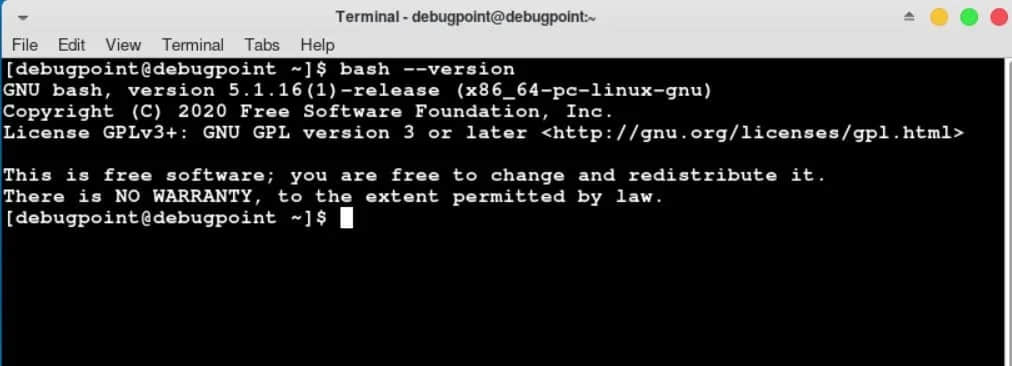 Terminal - debugpoint@debugpoint:~
File Edit View Terminal Tabs Help
[debugpoint@debugpoint ~]$ bash --version
GNU bash, version 5.1.16(1)-release (x86_64-pc-linux-gnu)
Copyright (C) 2020 Free Software Foundation, Inc.
License GPLv3+: GNU GPL version 3 or later <http://gnu.org/licenses/gpl.html>

This is free software; you are free to change and redistribute it.
There is NO WARRANTY, to the extent permitted by law.
[debugpoint@debugpoint ~]$